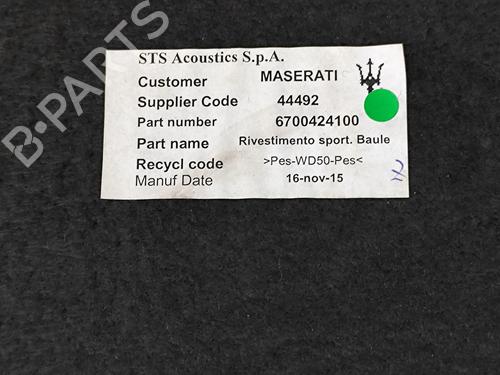 B-PARTS
STS Acoustics S.p.A.
Customer MASERATI
Supplier Code 44492
Part number 6700424100
Part name Rivestimento sport. Baule
Recycl code >Pes-WD50-Pes<
Manuf Date 16-nov-15